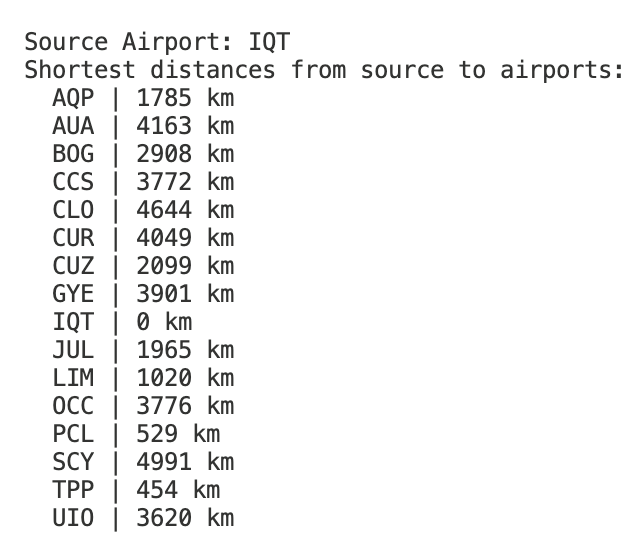 Source Airport: IQT
Shortest distances from source to airports:
AQP | 1785 km
AUA | 4163 km
BOG | 2908 km
CCS | 3772 km
CLO | 4644 km
CUR | 4049 km
CUZ | 2099 km
GYE | 3901 km
IQT | 0 km
JUL | 1965 km
LIM | 1020 km
OCC | 3776 km
PCL | 529 km
SCY | 4991 km
TPP | 454 km
UIO | 3620 km